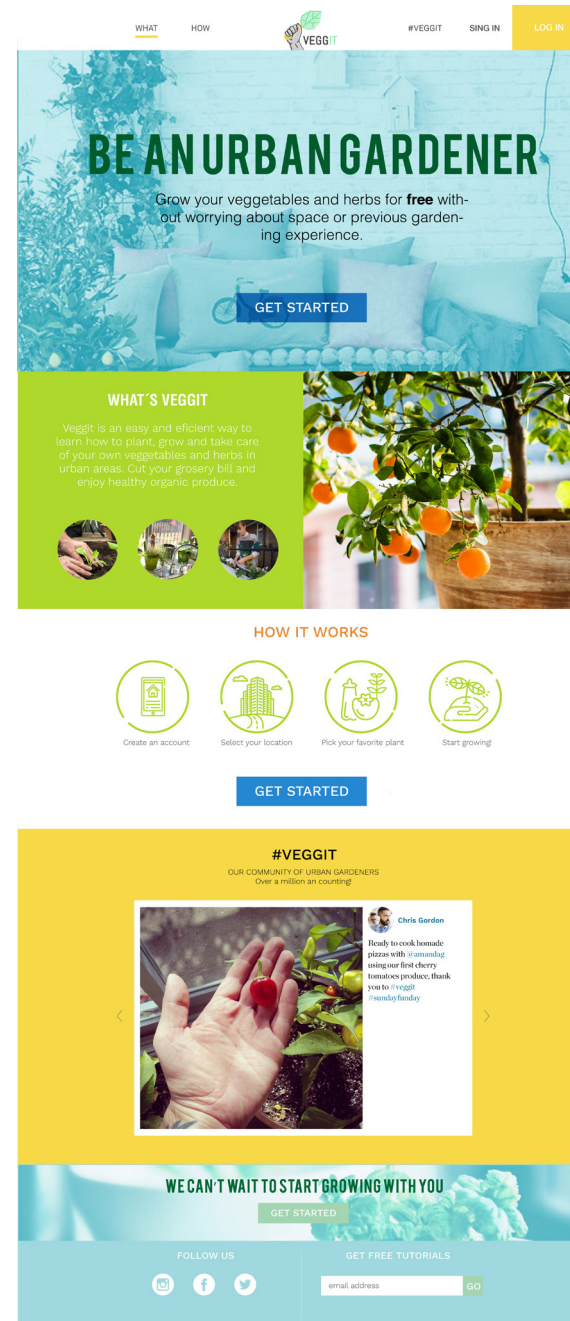 WHAT
HOW
VEGGIT
#VEGGIT
SING IN
LOG IN
BE AN URBAN GARDENER
Grow your veggetables and herbs for free with-
out worrying about space or previous garden-
ing experience.
GET STARTED
WHAT´S VEGGIT
Veggit is an easy and eficient way to
learn how to plant, grow and take care
of your own veggetables and herbs in
urban areas. Cut your grosery bill and
enjoy healthy organic produce.
HOW IT WORKS
Create an account
Select your location
Pick your favorite plant
Start growing!
GET STARTED
#VEGGIT
OUR COMMUNITY OF URBAN GARDENERS
Over a million an counting!
Chris Gordon
Ready to cook homade
pizzas with @amandag
using our first cherry
tomatoes produce, thank
you to #veggit
#sundayfunday
WE CAN´T WAIT TO START GROWING WITH YOU
GET STARTED
FOLLOW US
GET FREE TUTORIALS
email address
GO